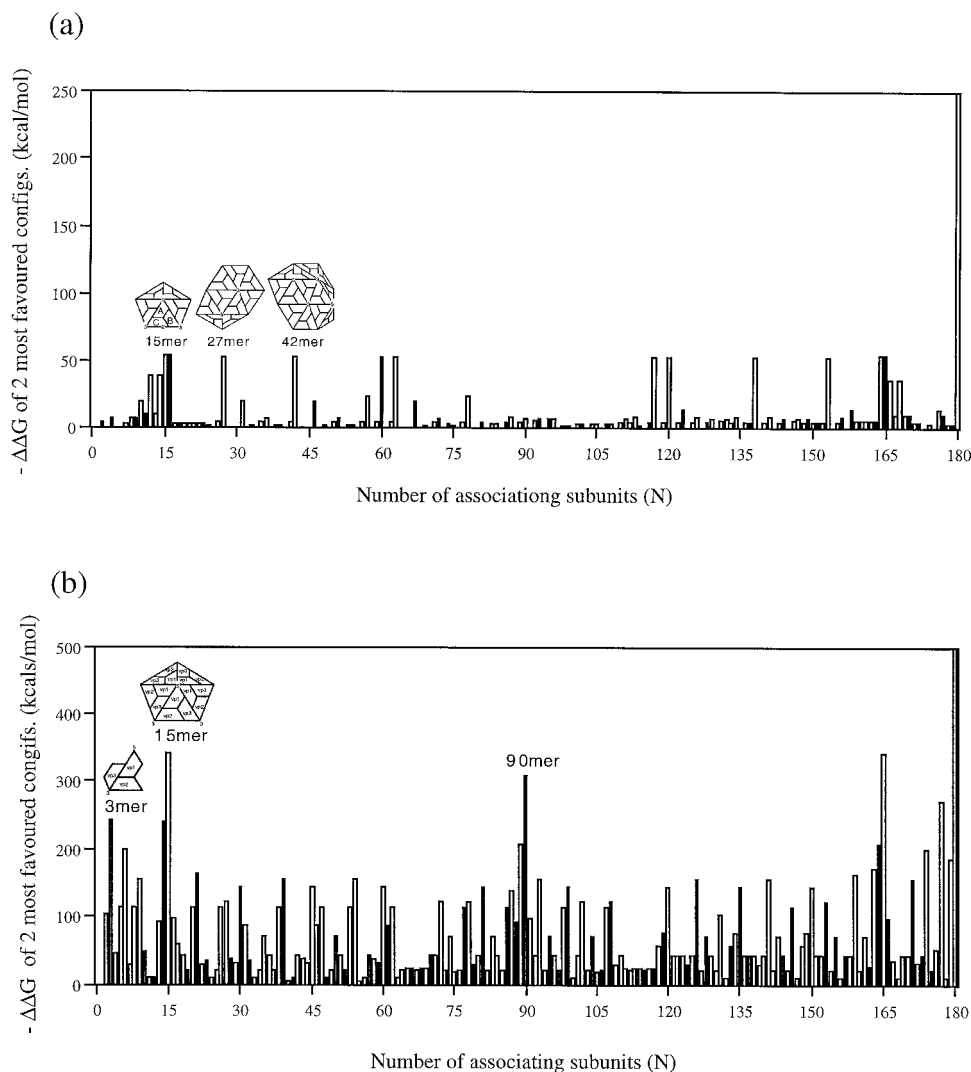 (a)
- ΔΔG of 2 most favoured configs. (kcal/mol)
250
200
150
100
50
0
A
C B
15mer 27mer 42mer
0 15 30 45 60 75 90 105 120 135 150 165 180
Number of associationg subunits (N)
(b)
- ΔΔG of 2 most favoured congifs. (kcals/mol)
500
400
300
200
100
0
15mer
3mer
90mer
0 15 30 45 60 75 90 105 120 135 150 165 180
Number of associating subunits (N)